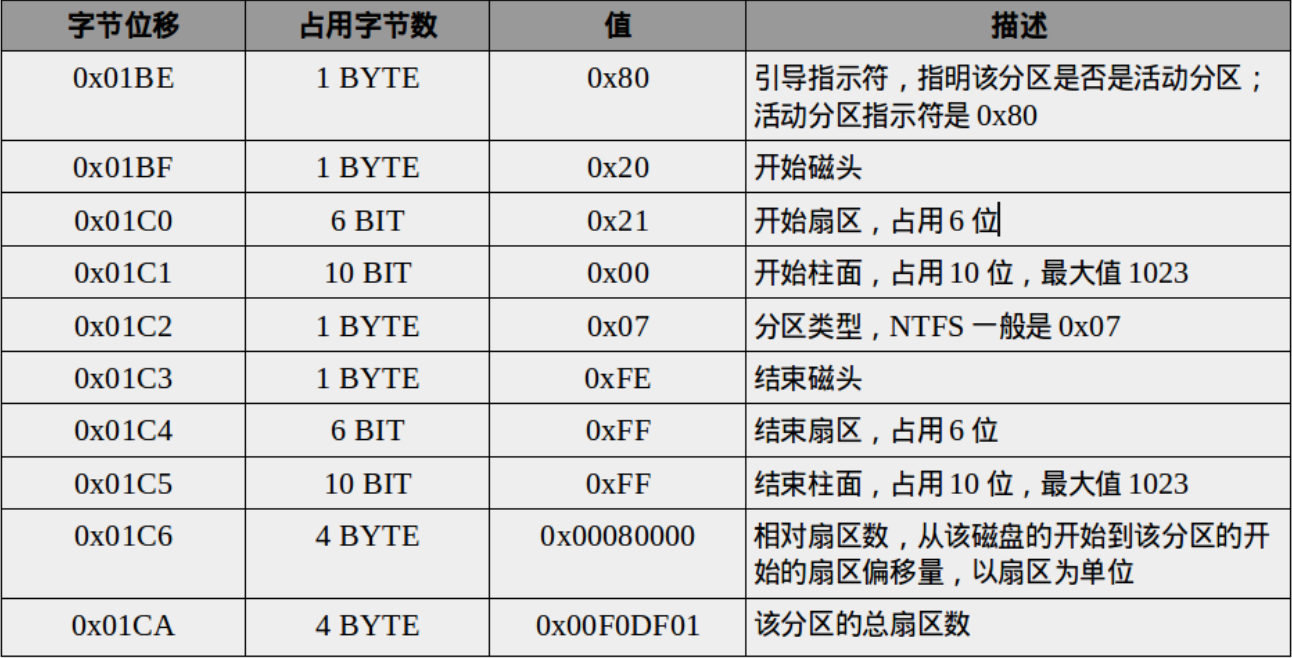 字节位移 占用字节数 值 描述
0x01BE 1 BYTE 0x80 引导指示符，指明该分区是否是活动分区；
活动分区指示符是 0x80
0x01BF 1 BYTE 0x20 开始磁头
0x01C0 6 BIT 0x21 开始扇区，占用 6 位
0x01C1 10 BIT 0x00 开始柱面，占用 10 位，最大值 1023
0x01C2 1 BYTE 0x07 分区类型，NTFS 一般是 0x07
0x01C3 1 BYTE 0xFE 结束磁头
0x01C4 6 BIT 0xFF 结束扇区，占用 6 位
0x01C5 10 BIT 0xFF 结束柱面，占用 10 位，最大值 1023
0x01C6 4 BYTE 0x00080000 相对扇区数，从该磁盘的开始到该分区的开
始的扇区偏移量，以扇区为单位
0x01CA 4 BYTE 0x00F0DF01 该分区的总扇区数